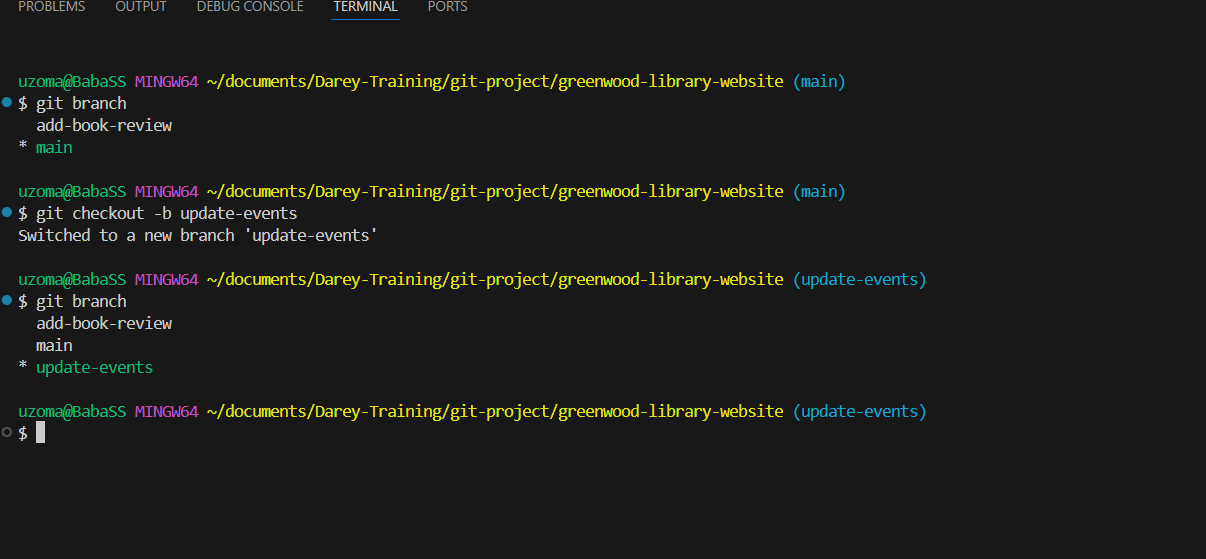 PROBLEMS OUTPUT DEBUG CONSOLE TERMINAL PORTS
uzoma@BabaSS MINGW64 ~/documents/Darey-Training/git-project/greenwood-library-website (main)
$ git branch
  add-book-review
* main
uzoma@BabaSS MINGW64 ~/documents/Darey-Training/git-project/greenwood-library-website (main)
$ git checkout -b update-events
Switched to a new branch 'update-events'
uzoma@BabaSS MINGW64 ~/documents/Darey-Training/git-project/greenwood-library-website (update-events)
$ git branch
  add-book-review
  main
* update-events
uzoma@BabaSS MINGW64 ~/documents/Darey-Training/git-project/greenwood-library-website (update-events)
$